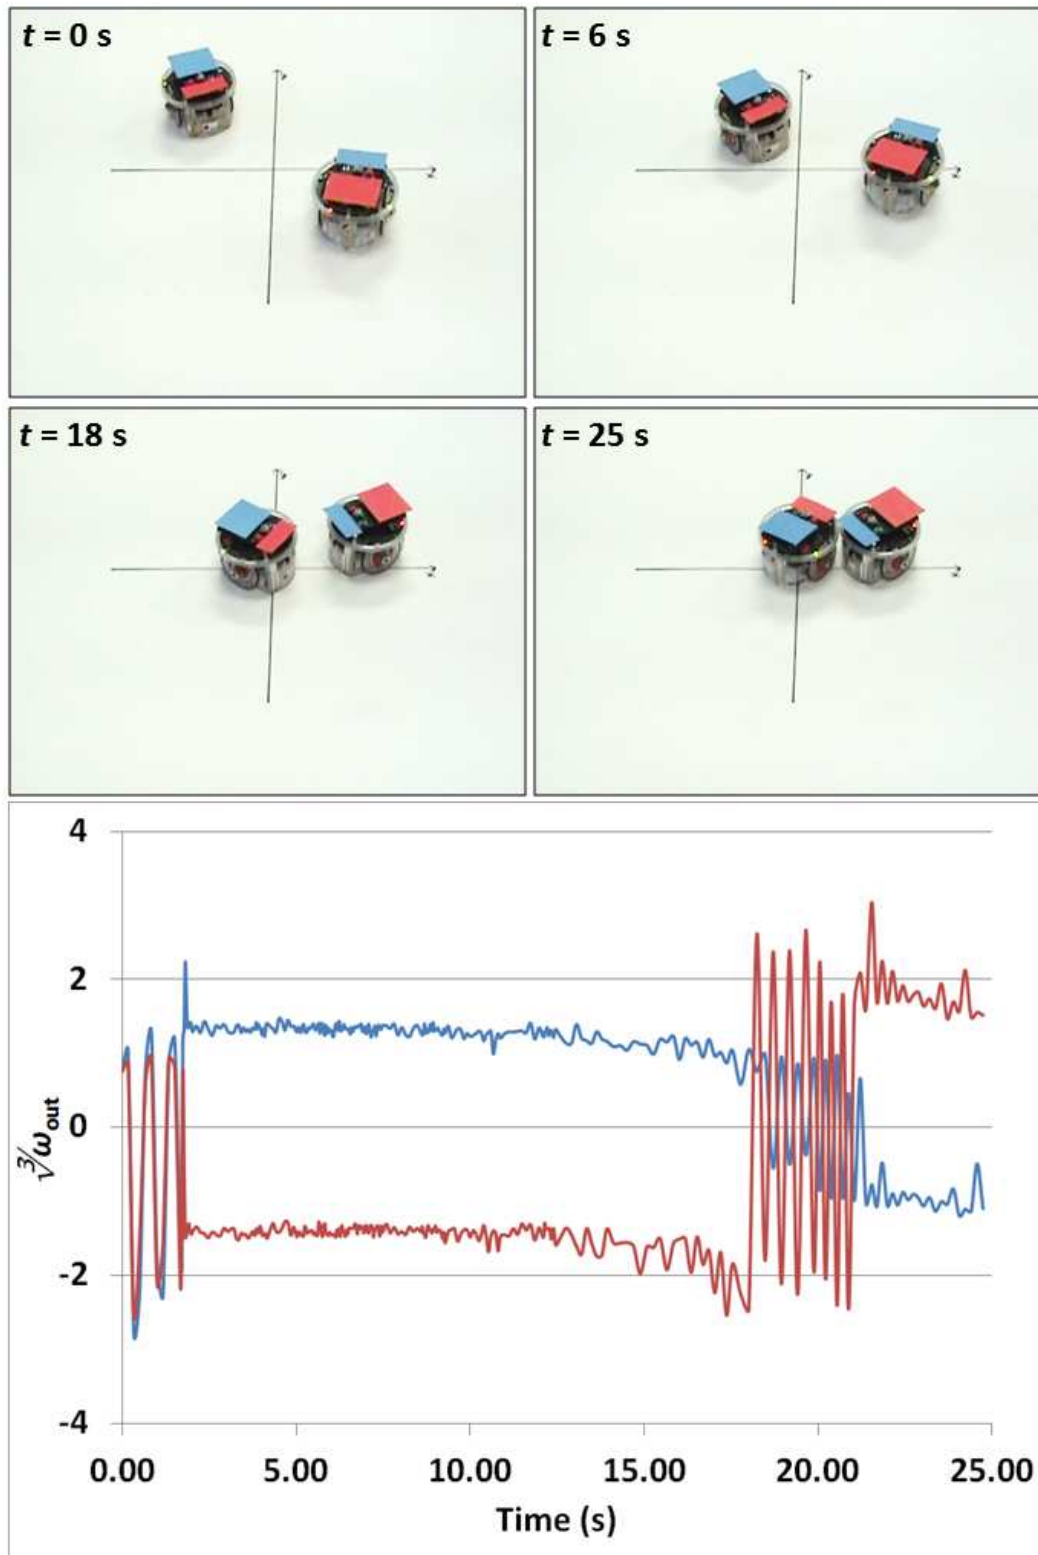 t = 0 s
t = 6 s
t = 18 s
t = 25 s
4
2
0
-2
-4
∛ω_out
0.00 5.00 10.00 15.00 20.00 25.00
Time (s)